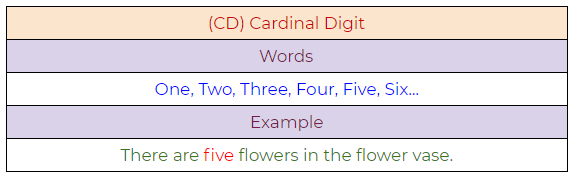 (CD) Cardinal Digit
Words
One, Two, Three, Four, Five, Six...
Example
There are five flowers in the flower vase.